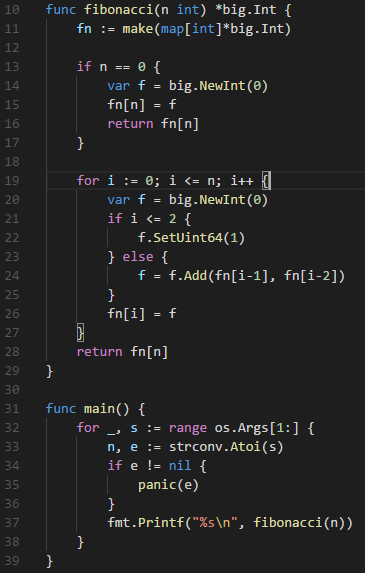 10 func fibonacci(n int) *big.Int {
11     fn := make(map[int]*big.Int)
12
13     if n == 0 {
14         var f = big.NewInt(0)
15         fn[n] = f
16         return fn[n]
17     }
18
19     for i := 0; i <= n; i++ {
20         var f = big.NewInt(0)
21         if i <= 2 {
22             f.SetUint64(1)
23         } else {
24             f = f.Add(fn[i-1], fn[i-2])
25         }
26         fn[i] = f
27     }
28     return fn[n]
29 }
30
31 func main() {
32     for _, s := range os.Args[1:] {
33         n, e := strconv.Atoi(s)
34         if e != nil {
35             panic(e)
36         }
37         fmt.Printf("%s\n", fibonacci(n))
38     }
39 }